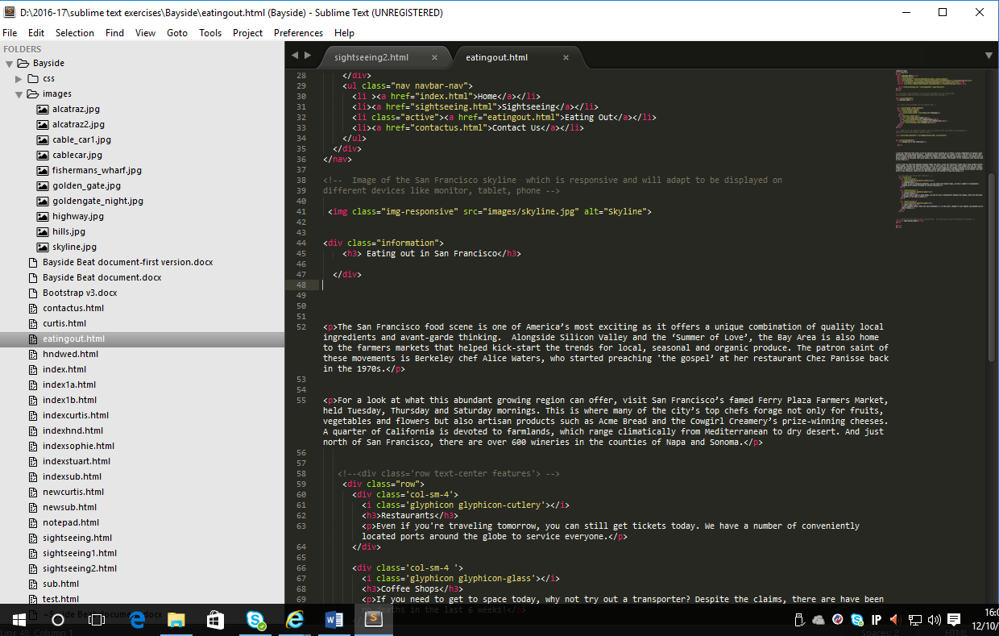 D:\2016-17\sublime text exercises\Bayside\eatingout.html (Bayside) - Sublime Text (UNREGISTERED)
File Edit Selection Find View Goto Tools Project Preferences Help
FOLDERS
Bayside
css
images
alcatraz.jpg
alcatraz2.jpg
cable_car1.jpg
cablecar.jpg
fishermans_wharf.jpg
golden_gate.jpg
goldengate_night.jpg
highway.jpg
hills.jpg
skyline.jpg
Bayside Beat document-first version.docx
Bayside Beat document.docx
Bootstrap v3.docx
contactus.html
curtis.html
eatingout.html
hndwed.html
index.html
index1a.html
index1b.html
indexcurtis.html
indexhnd.html
indexsophie.html
indexstuart.html
indexsub.html
newcurtis.html
newsub.html
notepad.html
sightseeing.html
sightseeing1.html
sightseeing2.html
sub.html
test.html
sightseeing2.html × eatingout.html ×
28 </div>
29 <ul class="nav navbar-nav">
30 <li ><a href="index.html">Home</a></li>
31 <li><a href="sightseeing.html">Sightseeing</a></li>
32 <li class="active"><a href="eatingout.html">Eating Out</a></li>
33 <li><a href="contactus.html">Contact Us</a></li>
34 </ul>
35 </div>
36 </nav>
37
38 <!-- Image of the San Francisco skyline which is responsive and will adapt to be displayed on
39 different devices like monitor, tablet, phone -->
40
41 <img class="img-responsive" src="images/skyline.jpg" alt="Skyline">
42
43
44 <div class="information">
45 <h3> Eating out in San Francisco</h3>
46
47 </div>
48
49
50
51
52 <p>The San Francisco food scene is one of America’s most exciting as it offers a unique combination of quality local
ingredients and avant-garde thinking. Alongside Silicon Valley and the ‘Summer of Love’, the Bay Area is also home
to the farmers markets that helped kick-start the trends for local, seasonal and organic produce. The patron saint of
these movements is Berkeley chef Alice Waters, who started preaching 'the gospel’ at her restaurant Chez Panisse back
in the 1970s.</p>
53
54
55 <p>For a look at what this abundant growing region can offer, visit San Francisco’s famed Ferry Plaza Farmers Market,
held Tuesday, Thursday and Saturday mornings. This is where many of the city’s top chefs forage not only for fruits,
vegetables and flowers but also artisan products such as Acme Bread and the Cowgirl Creamery’s prize-winning cheeses.
A quarter of California is devoted to farmlands, which range climatically from Mediterranean to dry desert. And just
north of San Francisco, there are over 600 wineries in the counties of Napa and Sonoma.</p>
56
57
58 <!--<div class='row text-center features'> -->
59 <div class="row">
60 <div class='col-sm-4'>
61 <i class='glyphicon glyphicon-cutlery'></i>
62 <h3>Restaurants</h3>
63 <p>Even if you're traveling tomorrow, you can still get tickets today. We have a number of conveniently
located ports around the globe to service everyone.</p>
64 </div>
65
66 <div class='col-sm-4 '>
67 <i class='glyphicon glyphicon-glass'></i>
68 <h3>Coffee Shops</h3>
69 <p>If you need to get to space today, why not try out a transporter? Despite the claims, there are have been
no deaths in the last 6 weeks!</p>
~$yside Beat document.docx
Line 48, Column 1
Spaces: 2 HTML
IP
16:0
12/10/